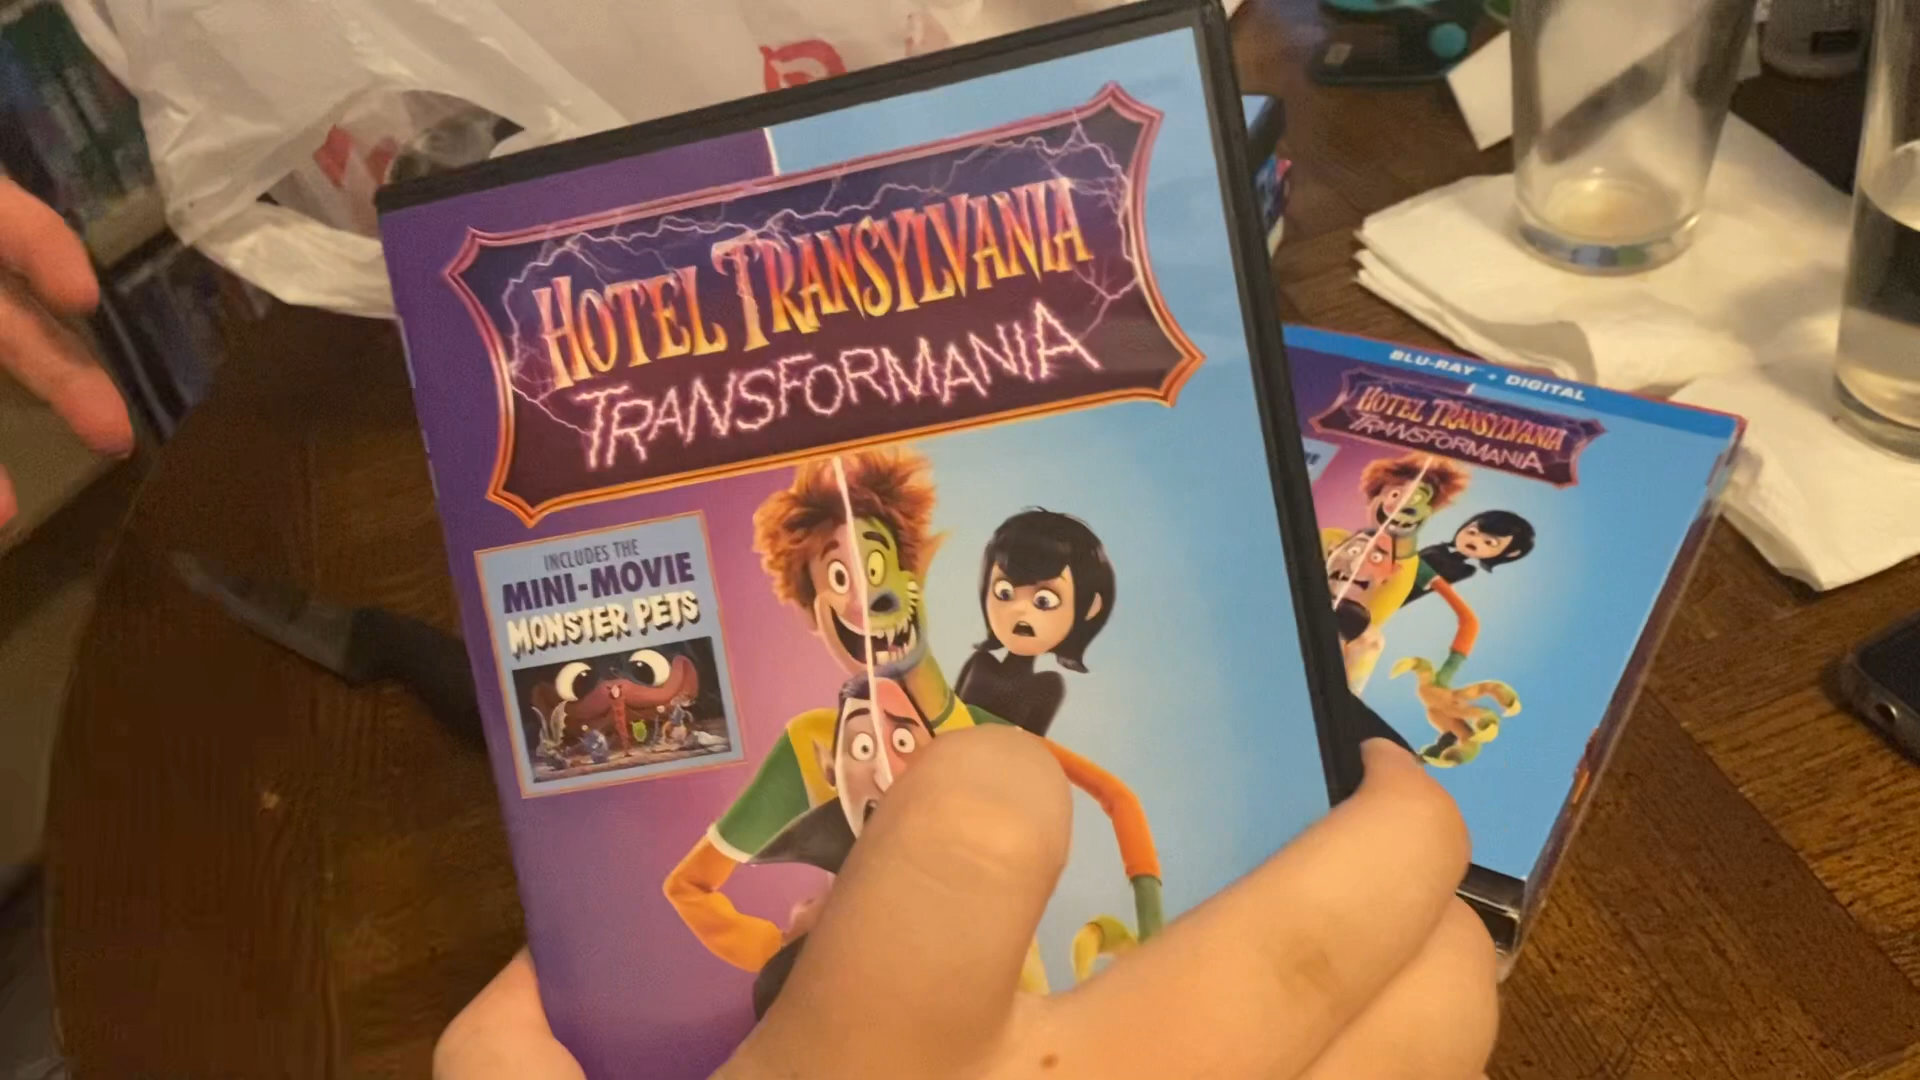 HOTEL TRANSYLVANIA
TRANSFORMANIA
INCLUDES THE
MINI-MOVIE
MONSTER PETS
BLU-RAY + DIGITAL
HOTEL TRANSYLVANIA
TRANSFORMANIA